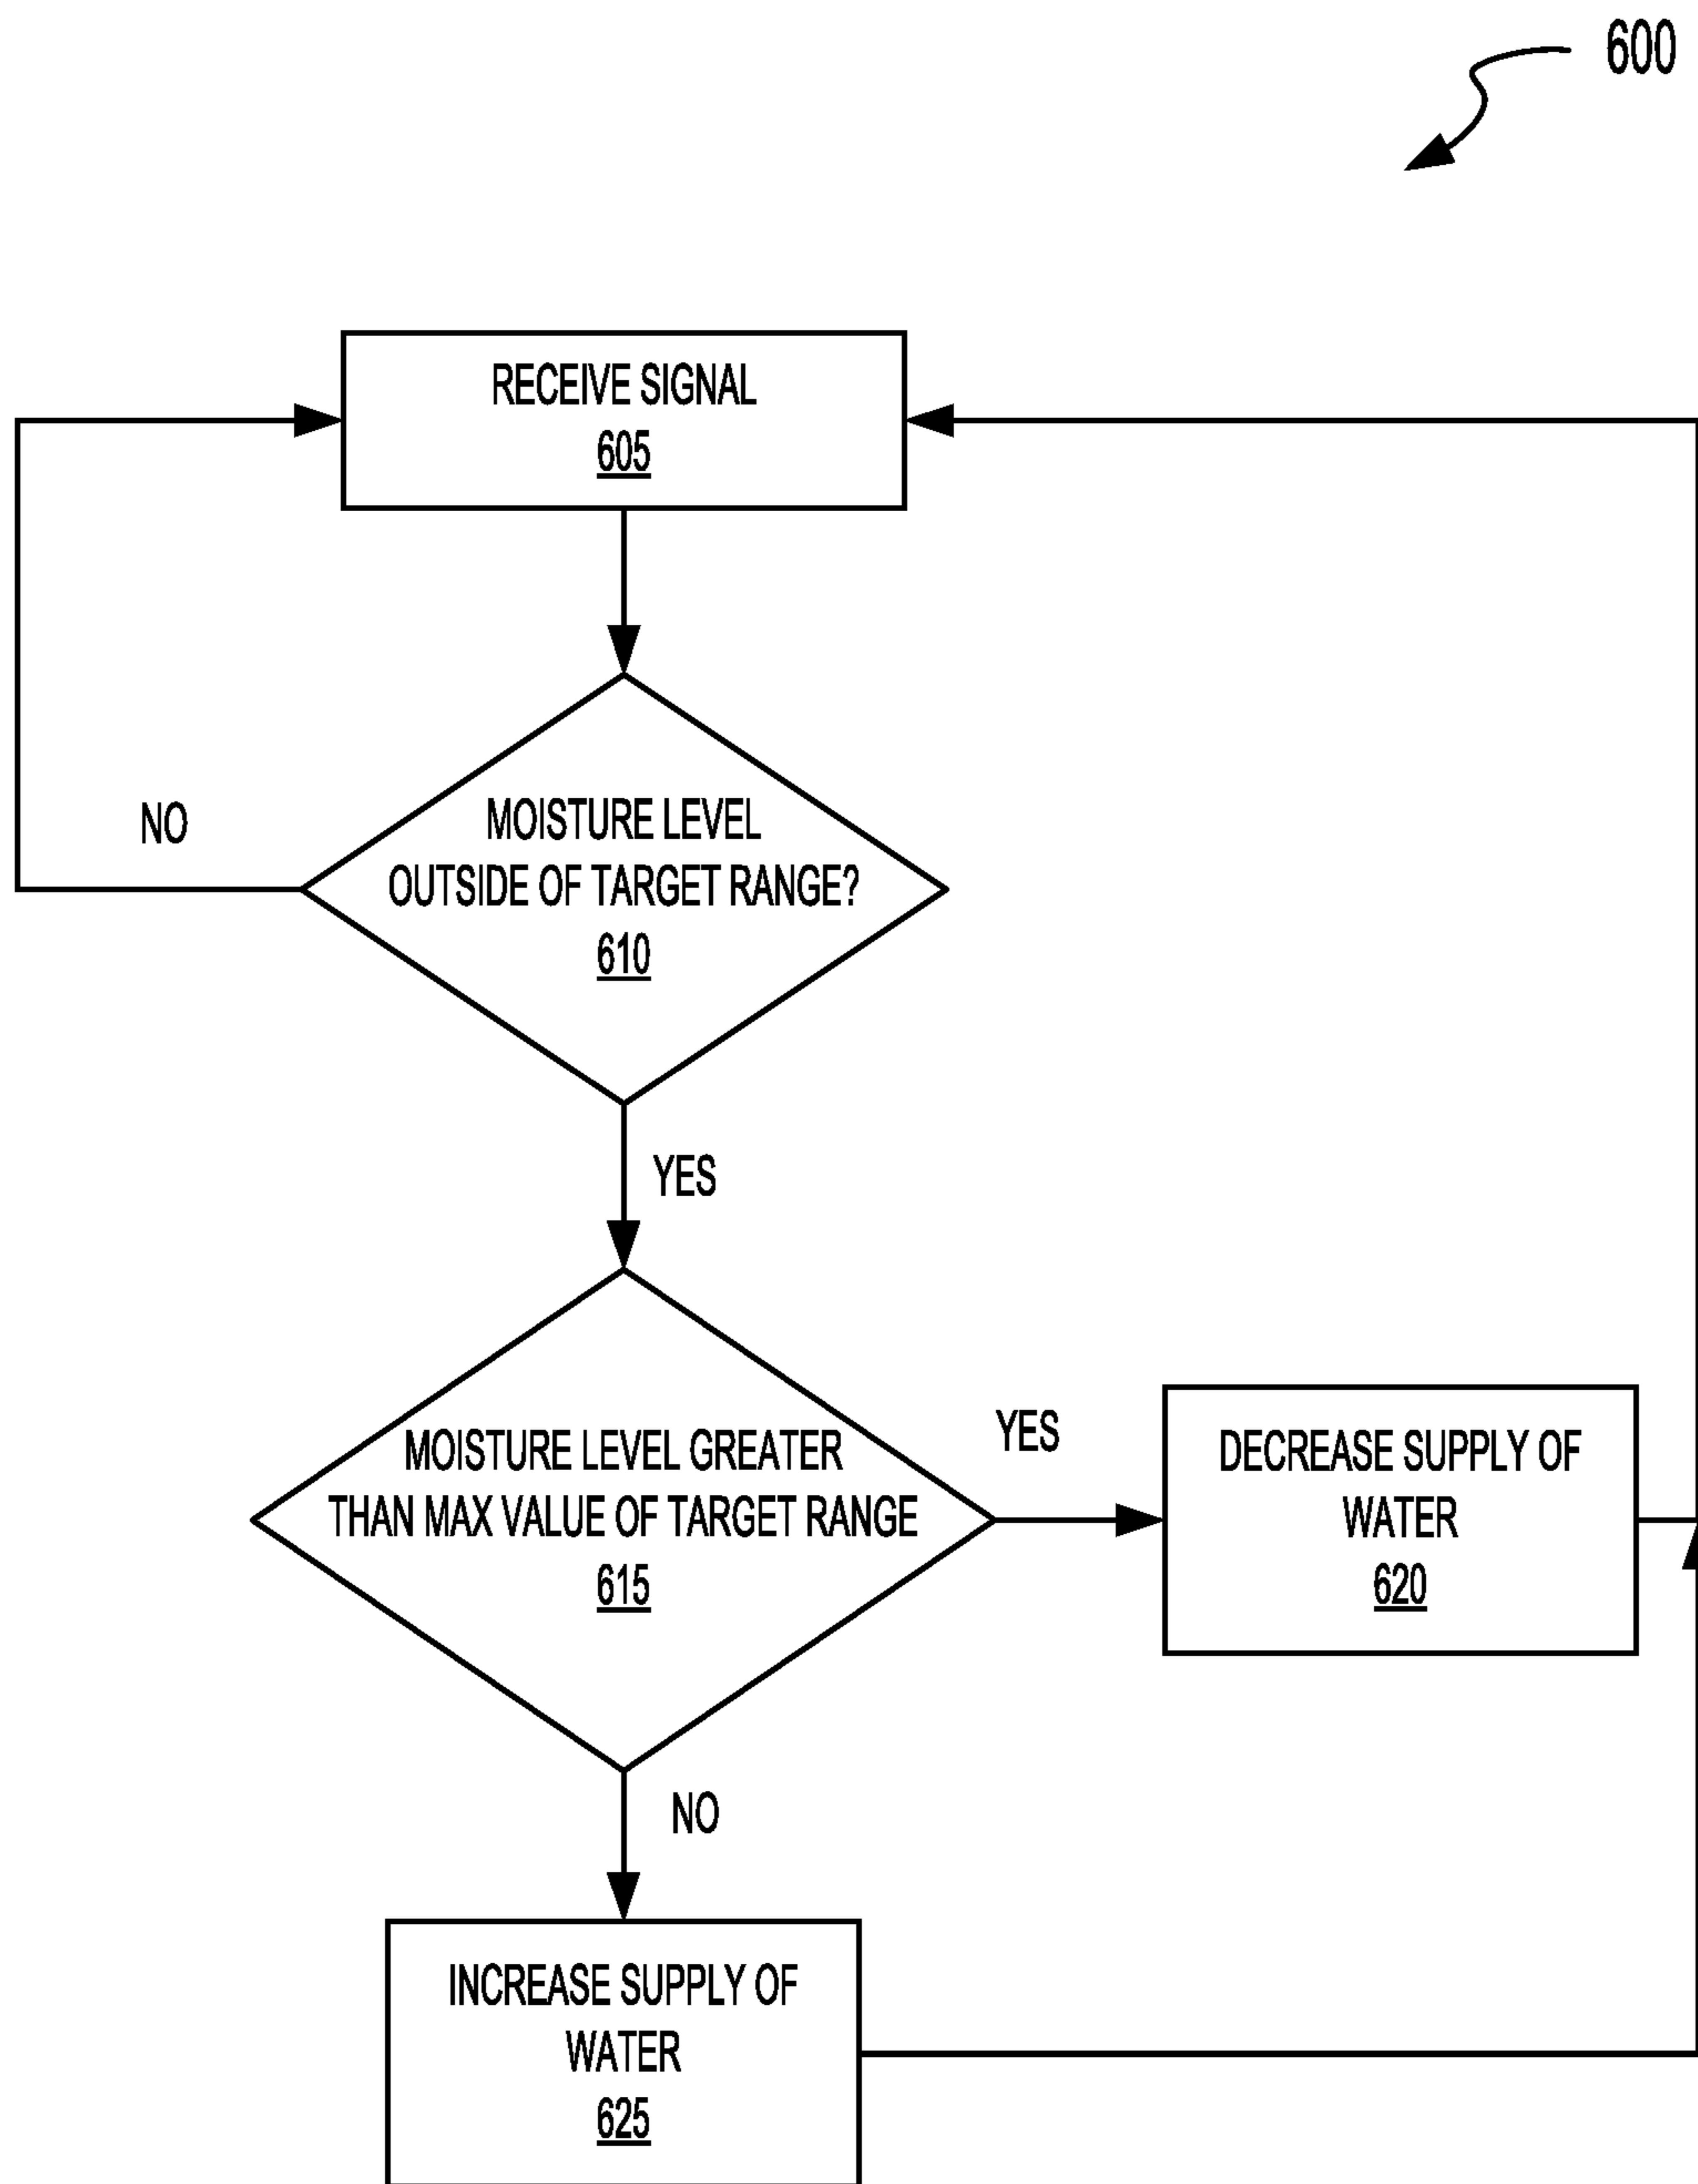 600
RECEIVE SIGNAL
605
MOISTURE LEVEL
OUTSIDE OF TARGET RANGE?
610
NO
YES
MOISTURE LEVEL GREATER
THAN MAX VALUE OF TARGET RANGE
615
YES
DECREASE SUPPLY OF
WATER
620
NO
INCREASE SUPPLY OF
WATER
625